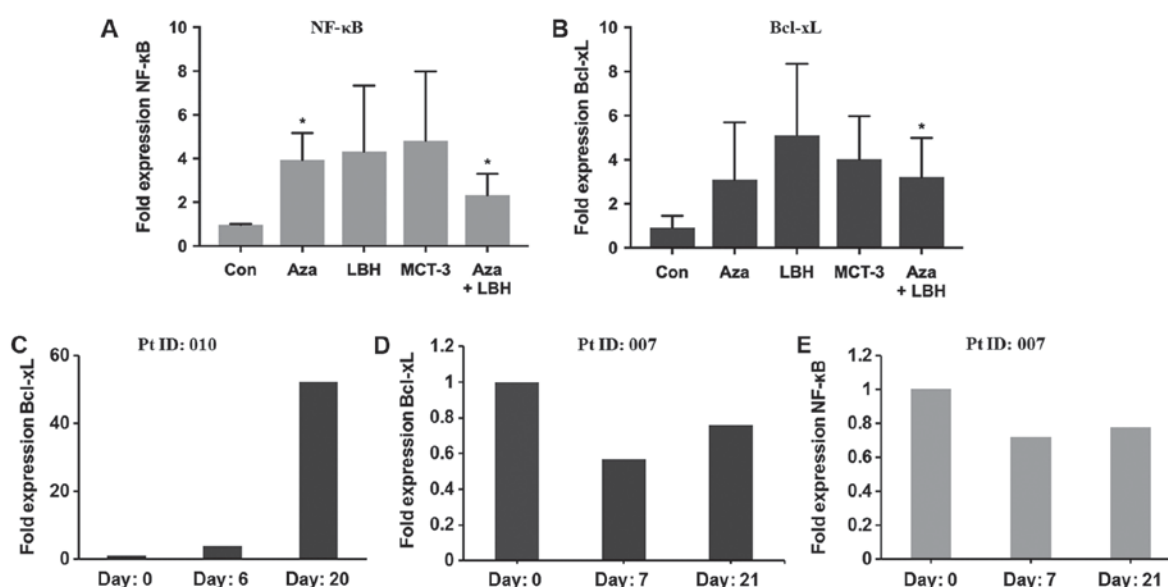 A
NF-κB
Fold expression NF-κB
10
8
6
4
2
0
*
*
Con Aza LBH MCT-3 Aza
+ LBH
B
Bcl-xL
Fold expression Bcl-xL
10
8
6
4
2
0
*
Con Aza LBH MCT-3 Aza
+ LBH
C
Pt ID: 010
Fold expression Bcl-xL
60
40
20
0
Day: 0 Day: 6 Day: 20
D
Pt ID: 007
Fold expression Bcl-xL
1.2
1
0.8
0.6
0.4
0.2
0
Day: 0 Day: 7 Day: 21
E
Pt ID: 007
Fold expression NF-κB
1.2
1
0.8
0.6
0.4
0.2
0
Day: 0 Day: 7 Day: 21